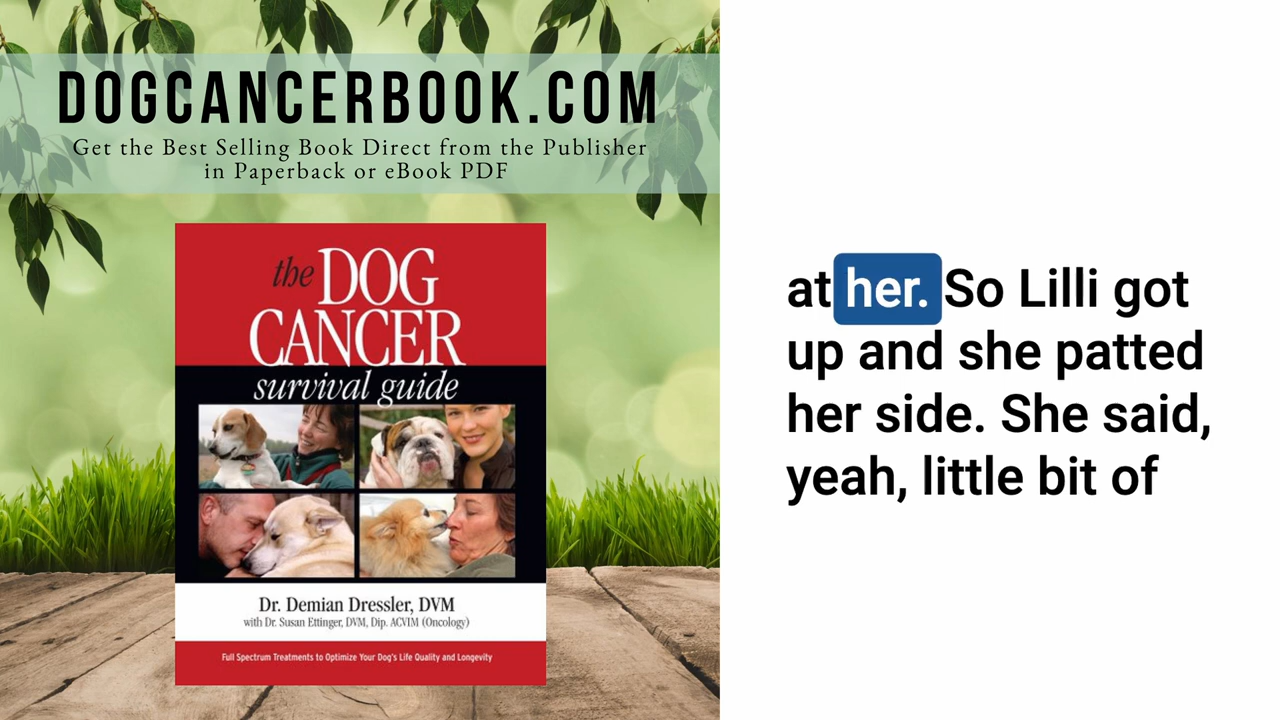 DOGCANCERBOOK.COM
Get the Best Selling Book Direct from the Publisher
in Paperback or eBook PDF
the DOG
CANCER
survival guide
Dr. Demian Dressler, DVM
with Dr. Susan Ettinger, DVM, Dip. ACVIM (Oncology)
Full Spectrum Treatments to Optimize Your Dog's Life Quality and Longevity
at her. So Lilli got
up and she patted
her side. She said,
yeah, little bit of